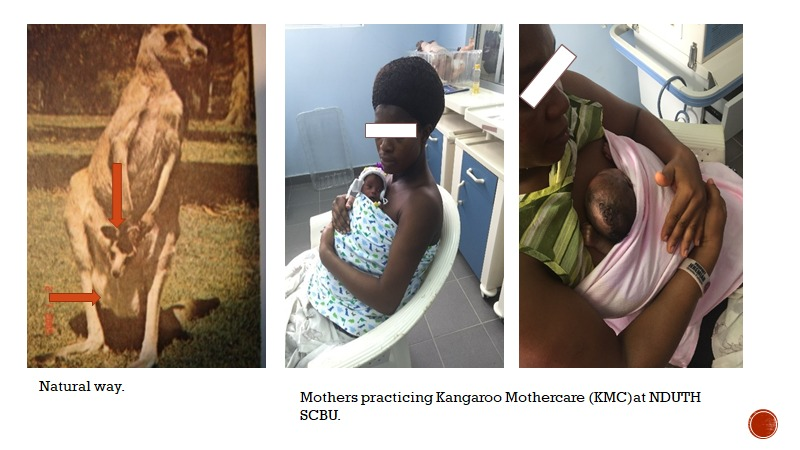 Natural way.
Mothers practicing Kangaroo Mothercare (KMC)at NDUTH
SCBU.